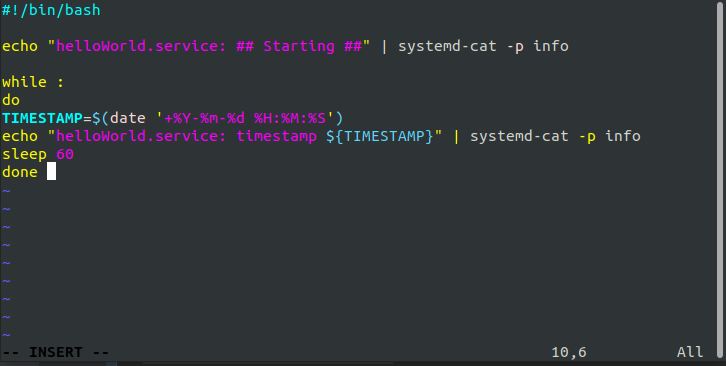 #!/bin/bash

echo "helloWorld.service: ## Starting ##" | systemd-cat -p info

while :
do
TIMESTAMP=$(date '+%Y-%m-%d %H:%M:%S')
echo "helloWorld.service: timestamp ${TIMESTAMP}" | systemd-cat -p info
sleep 60
done
~
~
~
~
~
~
~
~
~
-- INSERT -- 10,6 All